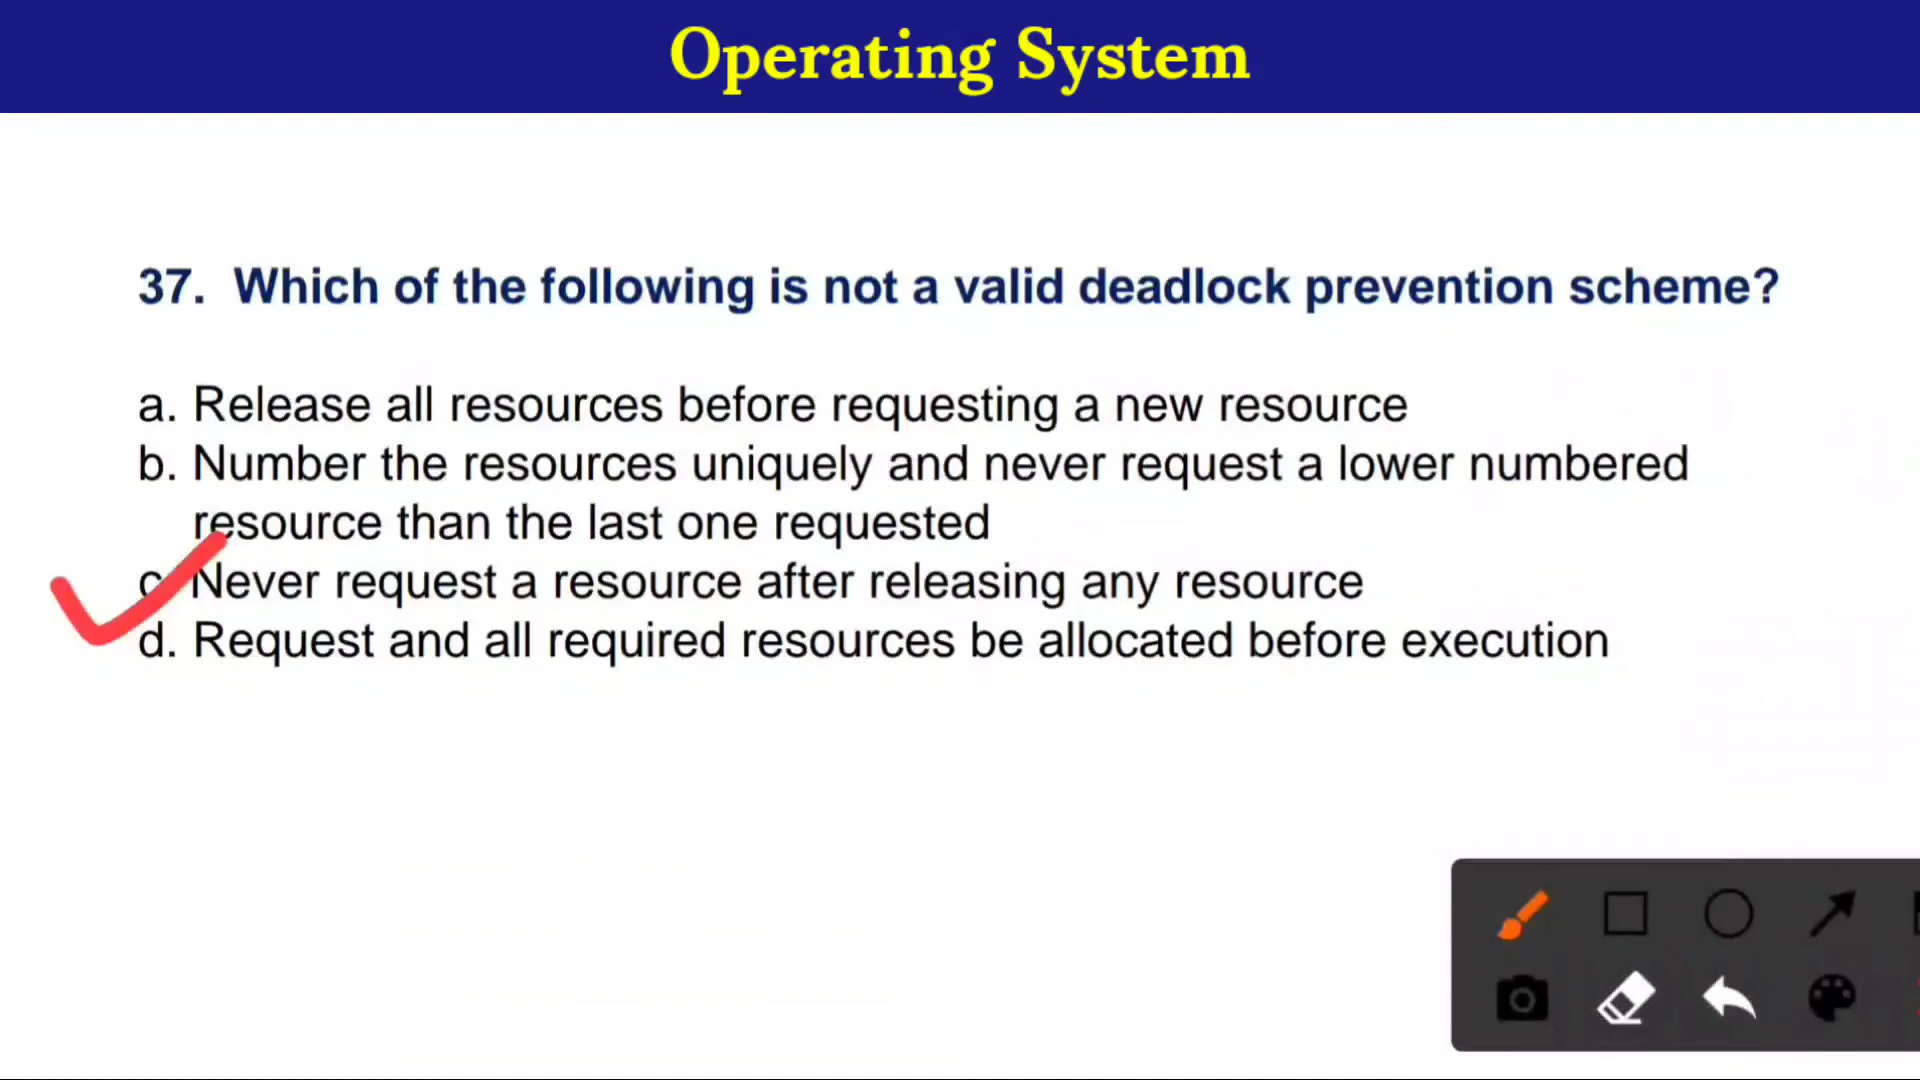 Operating System
37. Which of the following is not a valid deadlock prevention scheme?
a. Release all resources before requesting a new resource
b. Number the resources uniquely and never request a lower numbered
resource than the last one requested
c. Never request a resource after releasing any resource
d. Request and all required resources be allocated before execution